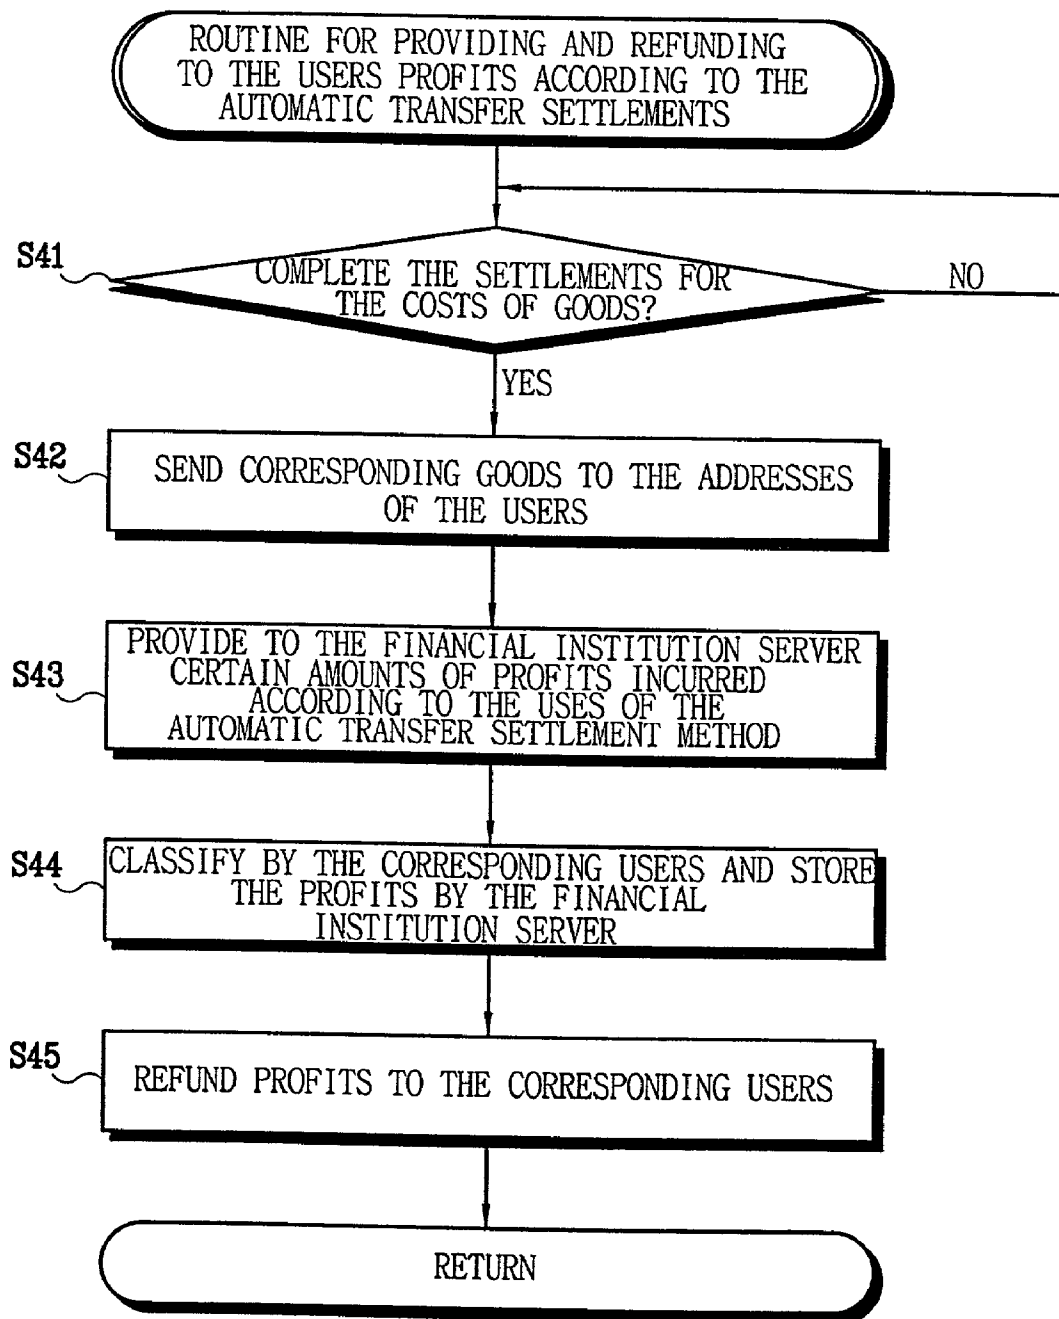 ROUTINE FOR PROVIDING AND REFUNDING
TO THE USERS PROFITS ACCORDING TO THE
AUTOMATIC TRANSFER SETTLEMENTS
S41
COMPLETE THE SETTLEMENTS FOR
THE COSTS OF GOODS?
NO
YES
S42
SEND CORRESPONDING GOODS TO THE ADDRESSES
OF THE USERS
S43
PROVIDE TO THE FINANCIAL INSTITUTION SERVER
CERTAIN AMOUNTS OF PROFITS INCURRED
ACCORDING TO THE USES OF THE
AUTOMATIC TRANSFER SETTLEMENT METHOD
S44
CLASSIFY BY THE CORRESPONDING USERS AND STORE
THE PROFITS BY THE FINANCIAL
INSTITUTION SERVER
S45
REFUND PROFITS TO THE CORRESPONDING USERS
RETURN